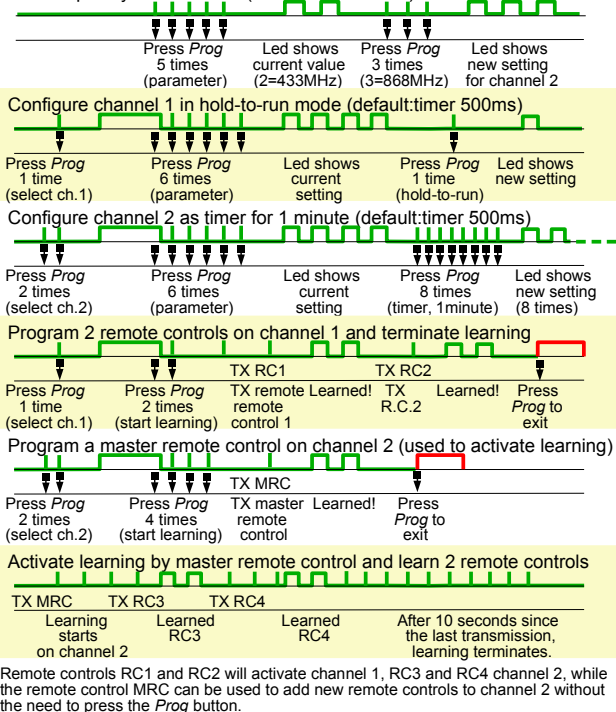 Press Prog Led shows Press Prog Led shows
5 times current value 3 times new setting
(parameter) (2=433MHz) (3=868MHz) for channel 2
Configure channel 1 in hold-to-run mode (default:timer 500ms)
Press Prog Press Prog Led shows Press Prog Led shows
1 time 6 times current 1 time new setting
(select ch.1) (parameter) setting (hold-to-run)
Configure channel 2 as timer for 1 minute (default:timer 500ms)
Press Prog Press Prog Led shows Press Prog Led shows
2 times 6 times current 8 times new setting
(select ch.2) (parameter) setting (timer, 1minute) (8 times)
Program 2 remote controls on channel 1 and terminate learning
TX RC1 TX RC2
Press Prog Press Prog TX remote Learned! TX Learned! Press
1 time 2 times remote R.C.2 Prog to
(select ch.1) (start learning) control 1 exit
Program a master remote control on channel 2 (used to activate learning)
TX MRC
Press Prog Press Prog TX master Learned! Press
2 times 4 times remote Prog to
(select ch.2) (start learning) control exit
Activate learning by master remote control and learn 2 remote controls
TX MRC TX RC3 TX RC4
Learning Learned Learned After 10 seconds since
starts RC3 RC4 the last transmission,
on channel 2 learning terminates.
Remote controls RC1 and RC2 will activate channel 1, RC3 and RC4 channel 2, while
the remote control MRC can be used to add new remote controls to channel 2 without
the need to press the Prog button.